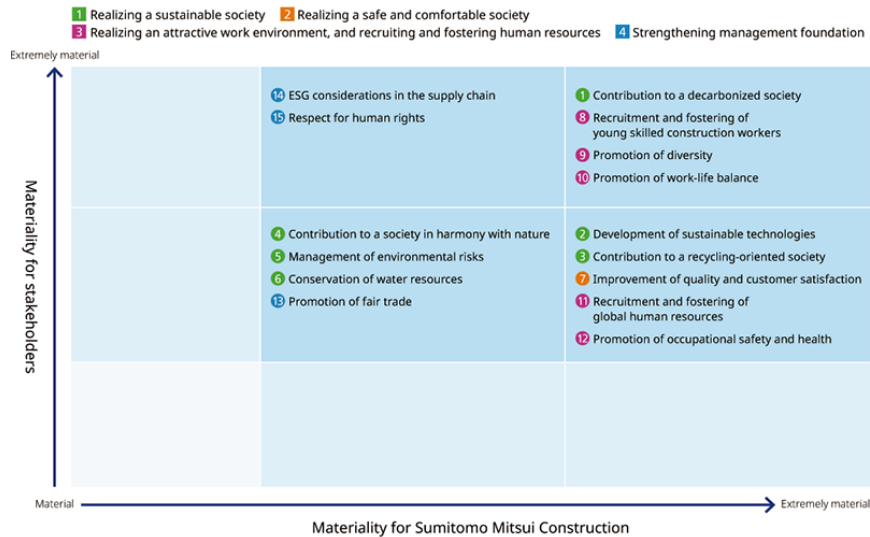 1 Realizing a sustainable society 2 Realizing a safe and comfortable society
3 Realizing an attractive work environment, and recruiting and fostering human resources 4 Strengthening management foundation
Extremely material
Materiality for stakeholders
14 ESG considerations in the supply chain
15 Respect for human rights
1 Contribution to a decarbonized society
8 Recruitment and fostering of
young skilled construction workers
9 Promotion of diversity
10 Promotion of work-life balance
4 Contribution to a society in harmony with nature
5 Management of environmental risks
6 Conservation of water resources
13 Promotion of fair trade
2 Development of sustainable technologies
3 Contribution to a recycling-oriented society
7 Improvement of quality and customer satisfaction
11 Recruitment and fostering of
global human resources
12 Promotion of occupational safety and health
Material
Extremely material
Materiality for Sumitomo Mitsui Construction